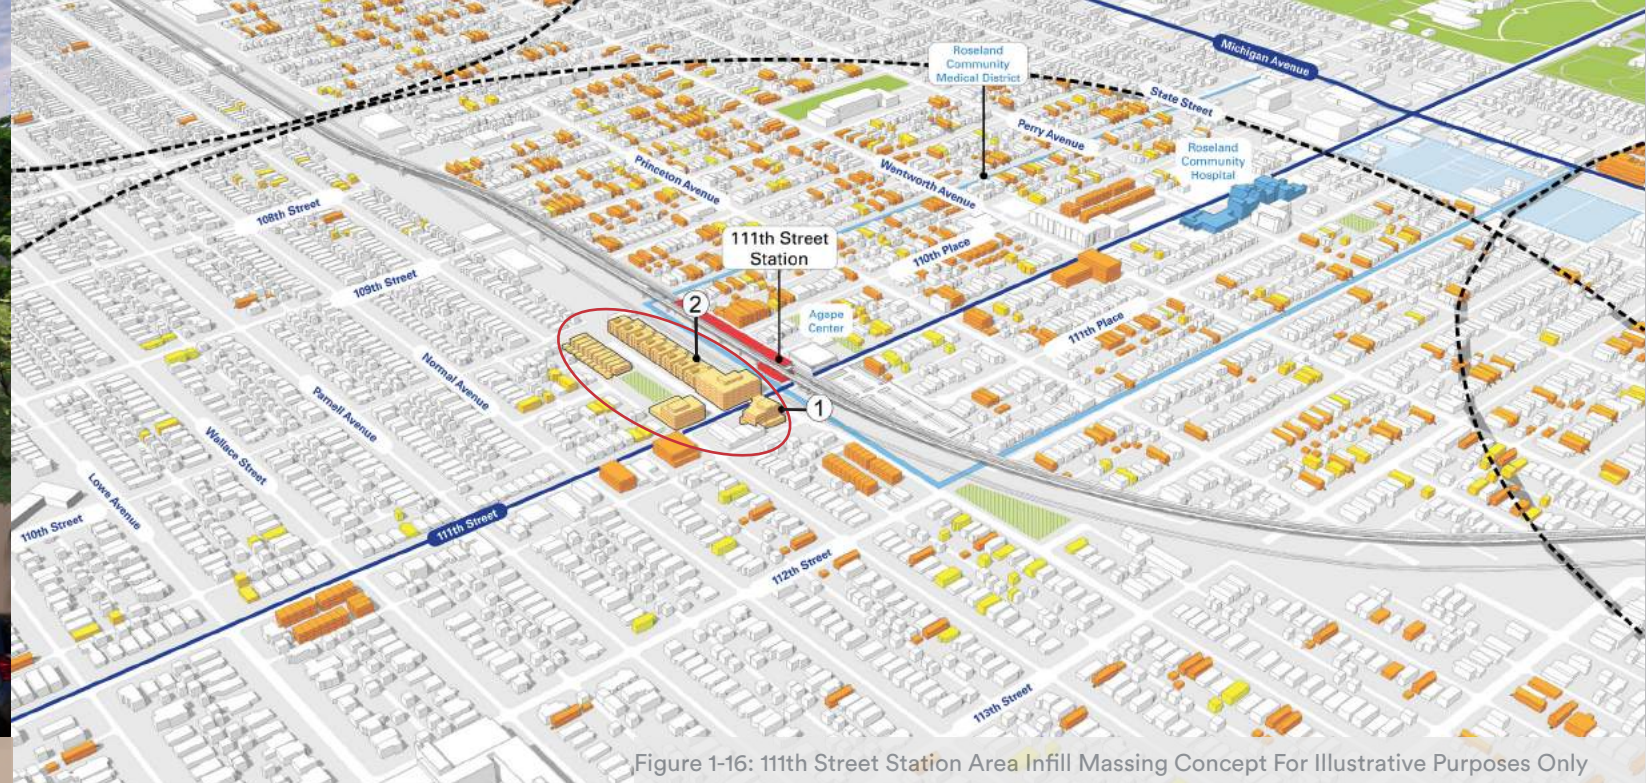 Roseland
Community
Medical District
Michigan Avenue
State Street
Perry Avenue
Roseland
Community
Hospital
Princeton Avenue
Wentworth Avenue
108th Street
111th Street
Station
110th Place
109th Street
2
Agape
Center
111th Place
Normal Avenue
Parnell Avenue
1
Wallace Street
Lowe Avenue
110th Street
111th Street
112th Street
113th Street
Figure 1-16: 111th Street Station Area Infill Massing Concept For Illustrative Purposes Only